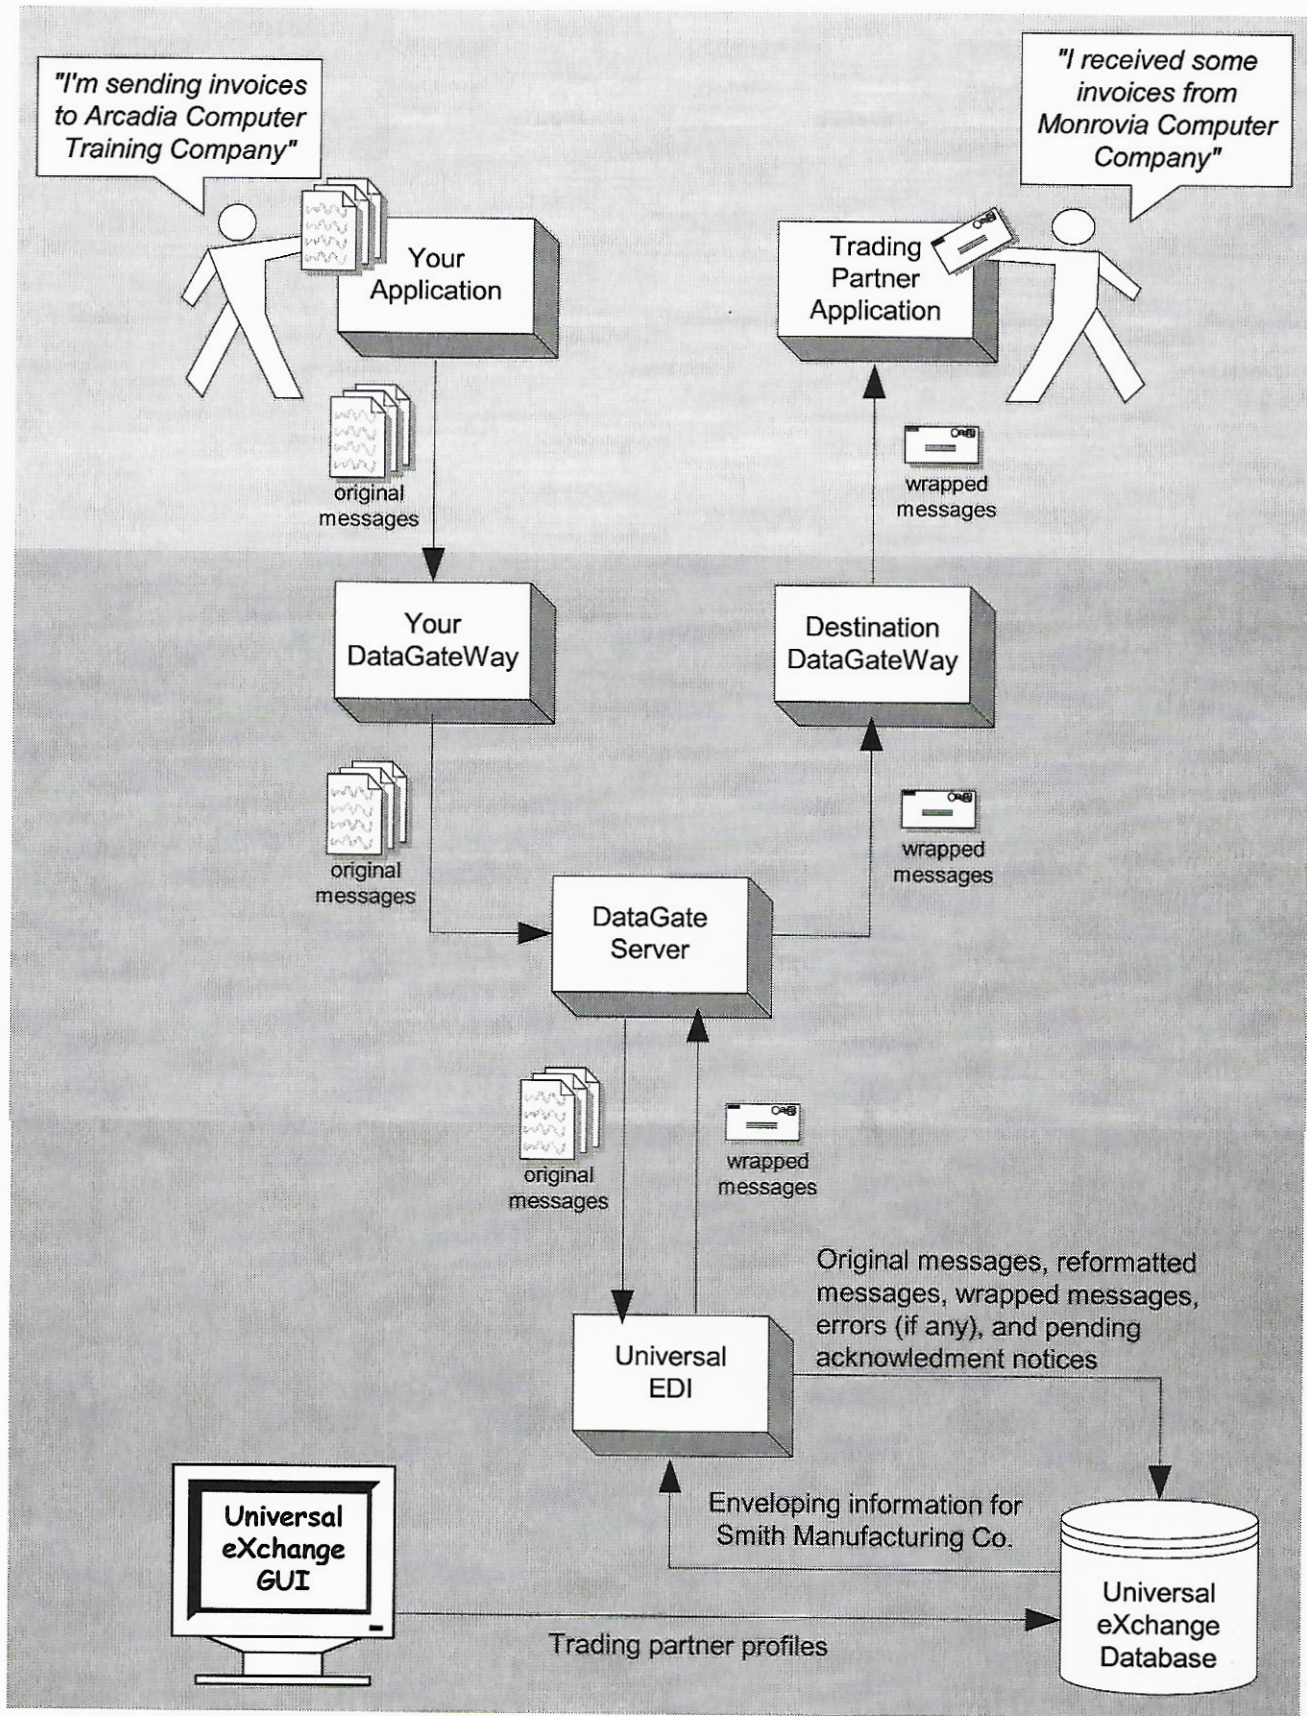 "I'm sending invoices
to Arcadia Computer
Training Company"
"I received some
invoices from
Monrovia Computer
Company"
Your
Application
Trading
Partner
Application
original
messages
wrapped
messages
Your
DataGateWay
Destination
DataGateWay
original
messages
wrapped
messages
DataGate
Server
original
messages
wrapped
messages
Original messages, reformatted
messages, wrapped messages,
errors (if any), and pending
acknowledment notices
Universal
EDI
Enveloping information for
Smith Manufacturing Co.
Universal
eXchange
GUI
Universal
eXchange
Database
Trading partner profiles